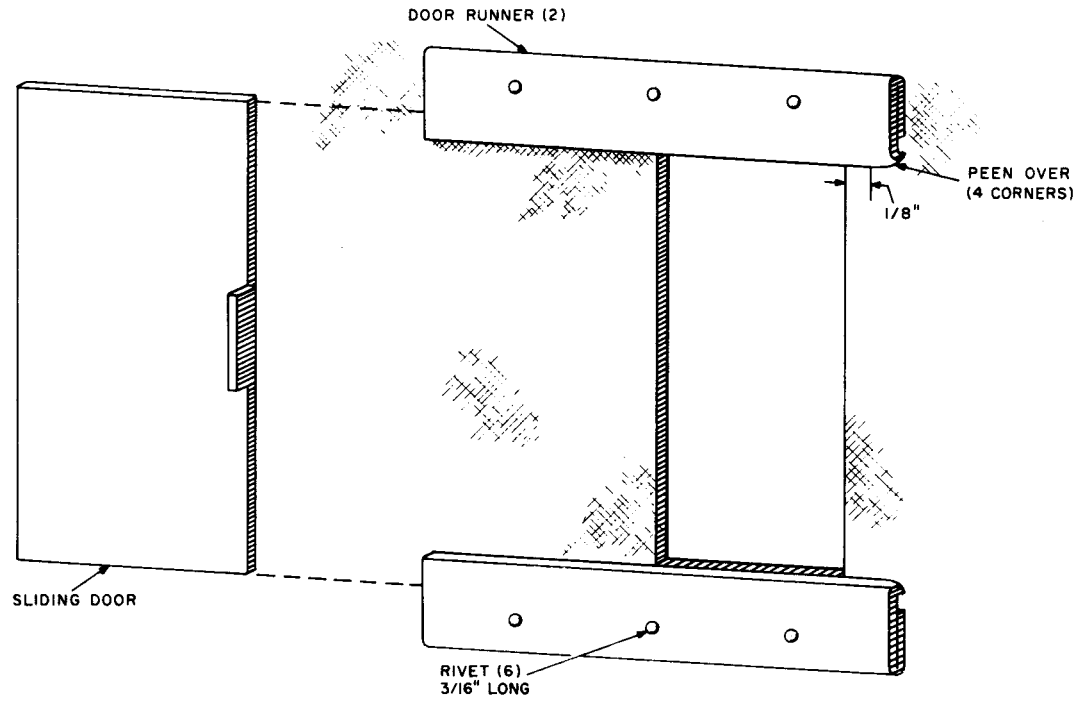 DOOR RUNNER (2)
PEEN OVER
(4 CORNERS)
1/8"
SLIDING DOOR
RIVET (6)
3/16" LONG